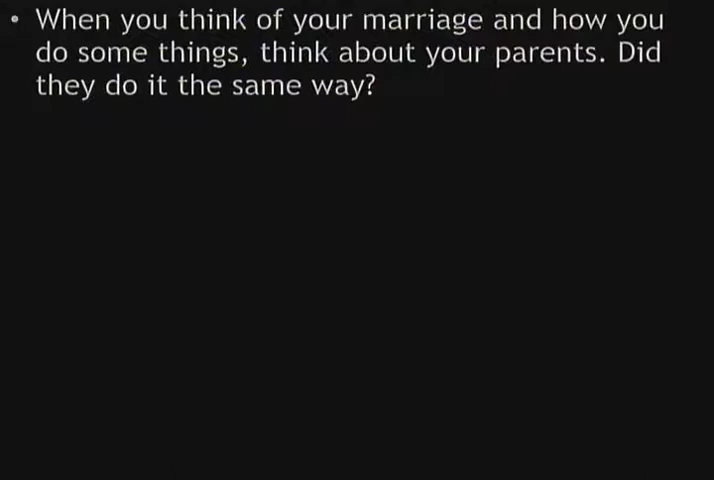 • When you think of your marriage and how you
do some things, think about your parents. Did
they do it the same way?